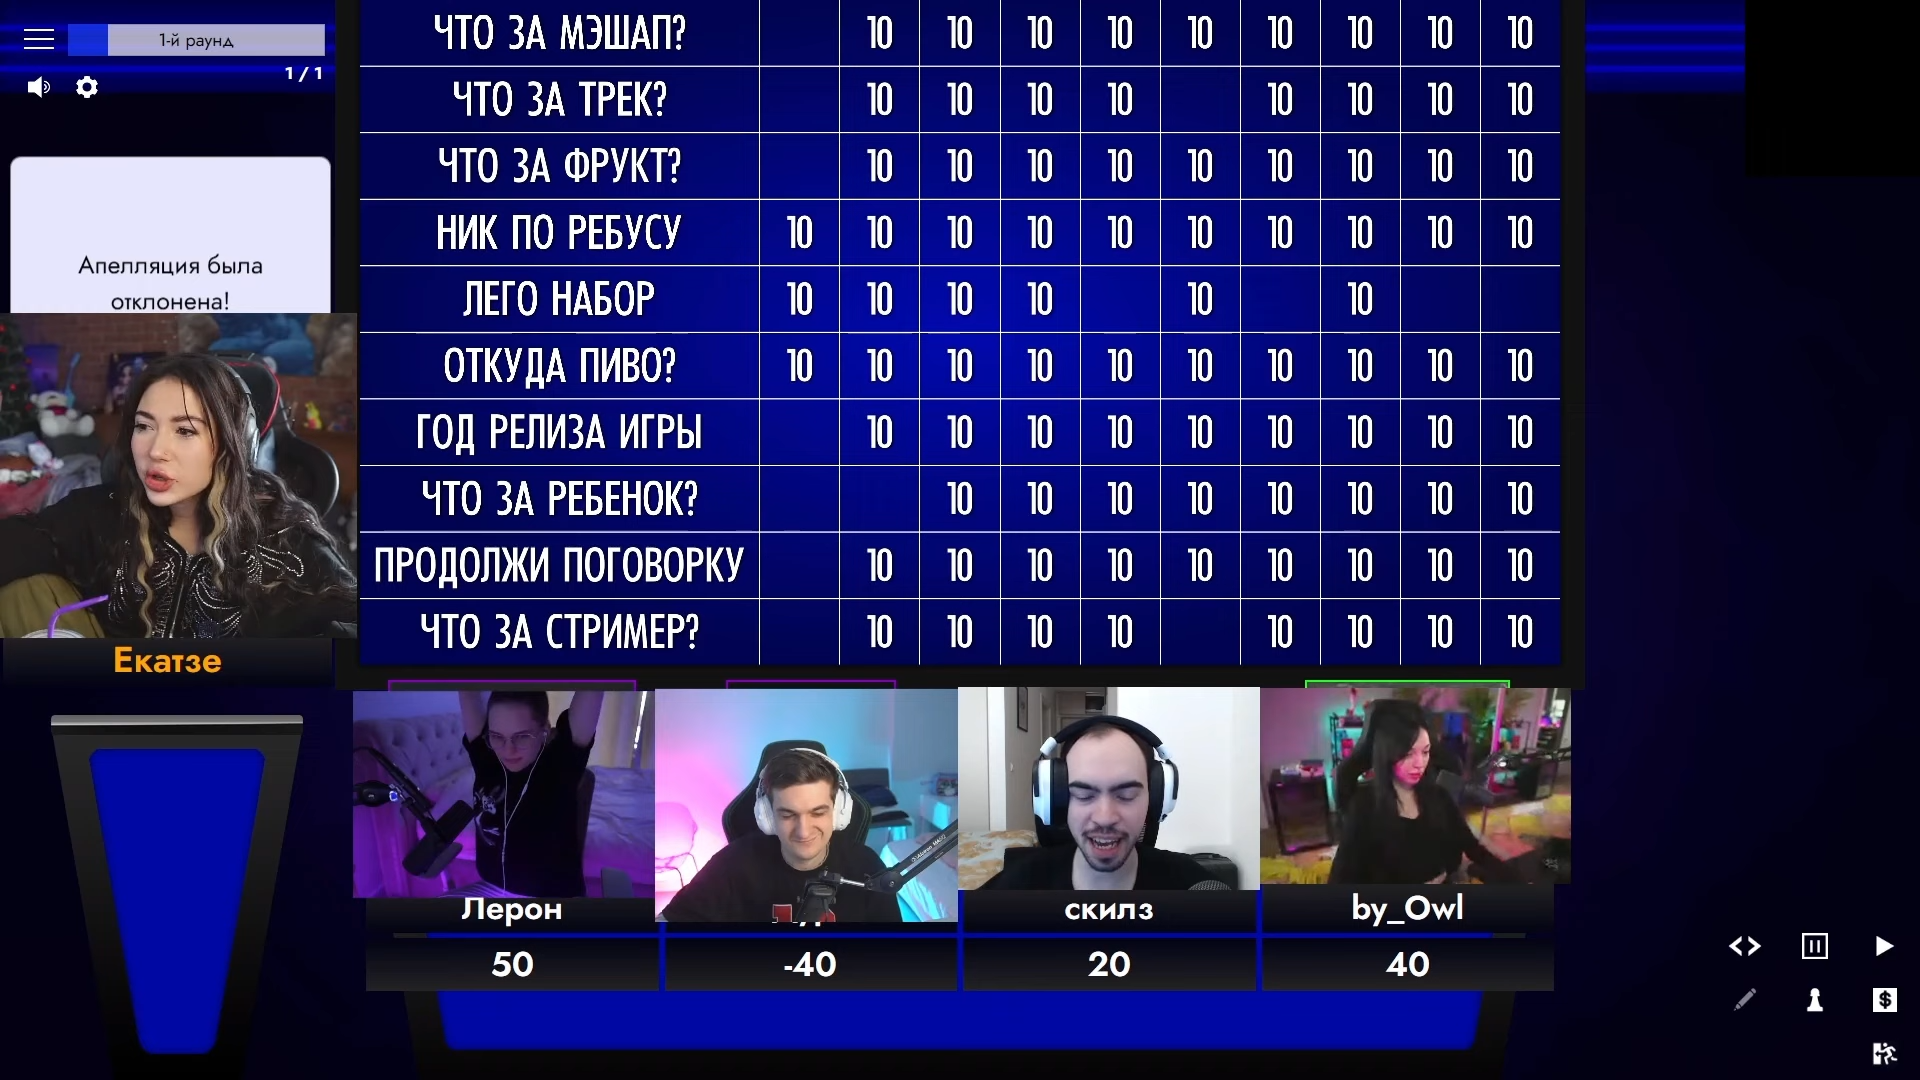 1-й раунд
1 / 1
Апелляция была
отклонена!
ЧТО ЗА МЭШАП? 10 10 10 10 10 10 10 10 10
ЧТО ЗА ТРЕК? 10 10 10 10 10 10 10 10
ЧТО ЗА ФРУКТ? 10 10 10 10 10 10 10 10 10
НИК ПО РЕБУСУ 10 10 10 10 10 10 10 10 10 10
ЛЕГО НАБОР 10 10 10 10 10 10
ОТКУДА ПИВО? 10 10 10 10 10 10 10 10 10 10
ГОД РЕЛИЗА ИГРЫ 10 10 10 10 10 10 10 10 10
ЧТО ЗА РЕБЕНОК? 10 10 10 10 10 10 10 10
ПРОДОЛЖИ ПОГОВОРКУ 10 10 10 10 10 10 10 10 10
ЧТО ЗА СТРИМЕР? 10 10 10 10 10 10 10 10
Екатзе
Лерон скилз by_Owl
50 -40 20 40